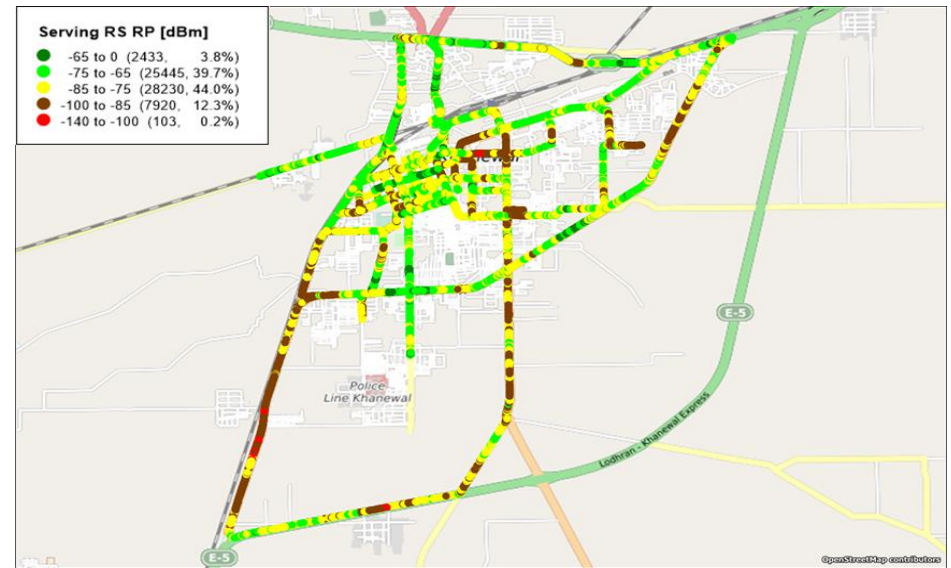 Serving RS RP [dBm]
-65 to 0 (2433, 3.8%)
-75 to -65 (25445, 39.7%)
-85 to -75 (28230, 44.0%)
-100 to -85 (7920, 12.3%)
-140 to -100 (103, 0.2%)
E-5
Police
Line Khanewal
Lodhran - Khanewal Express
E-5
OpenStreetMap contributors